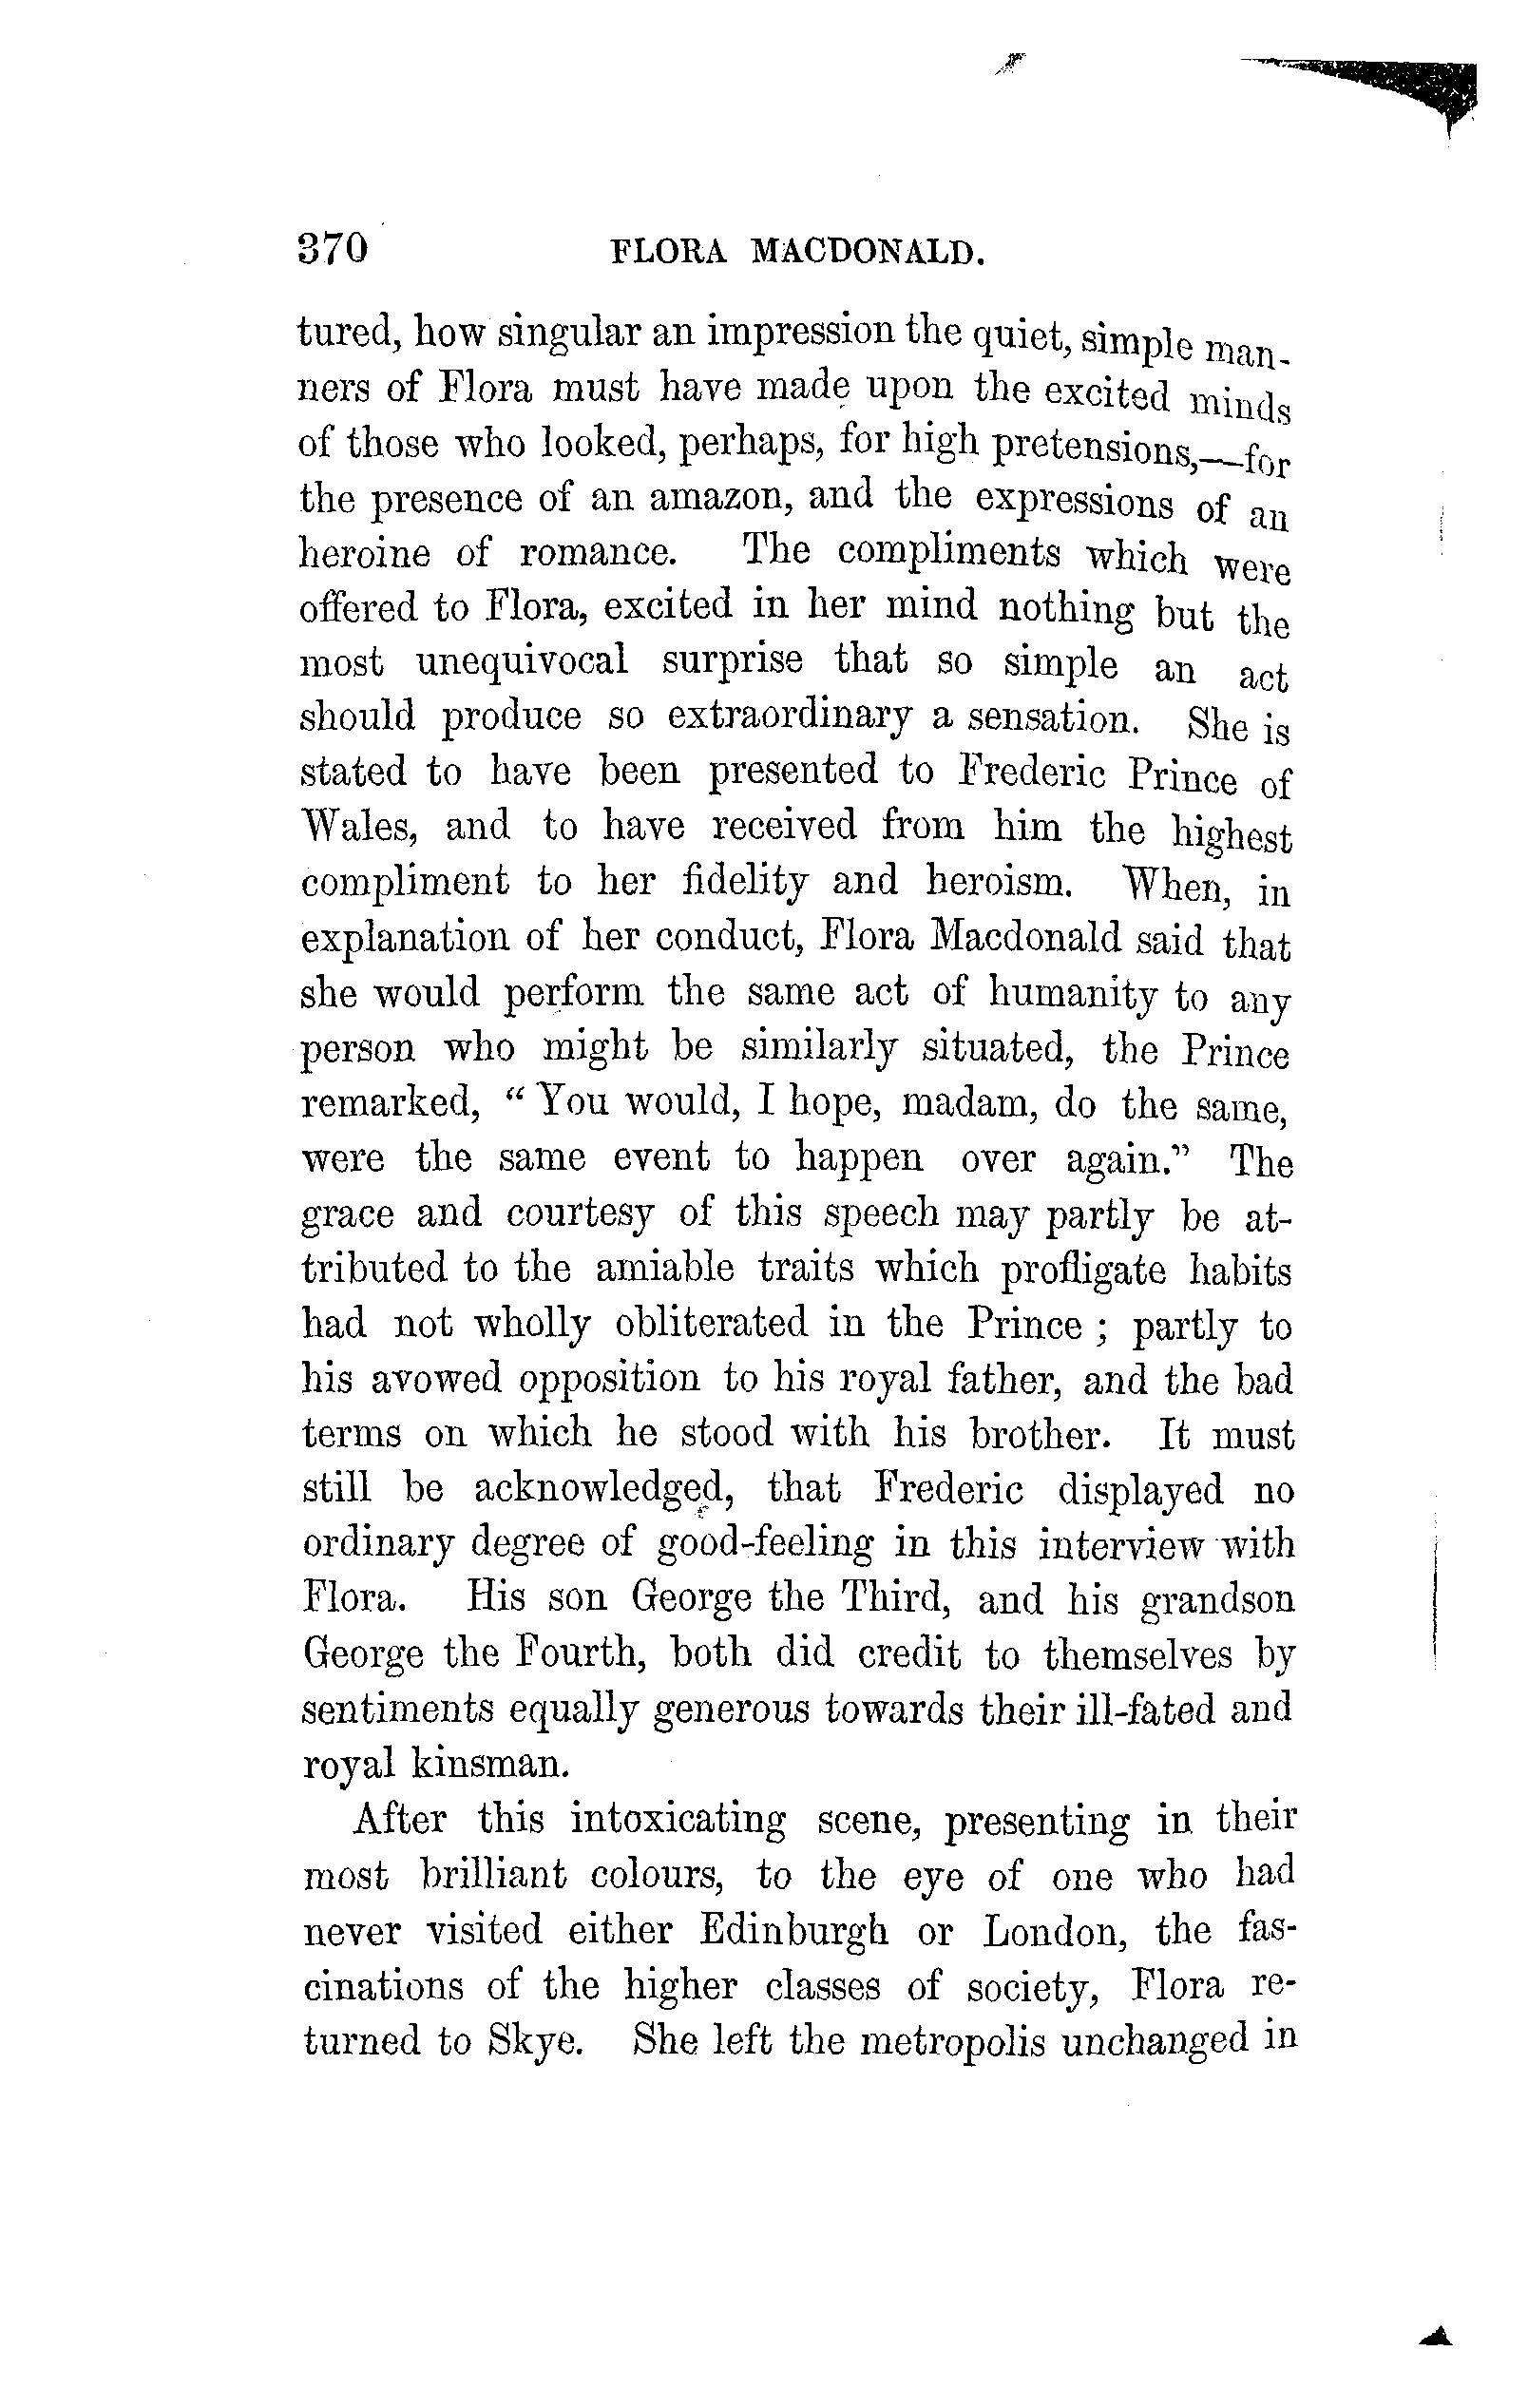 370 FLORA MACDONALD.
tured, how singular an impression the quiet, simple man-
ners of Flora must have made upon the excited minds
of those who looked, perhaps, for high pretensions,—for
the presence of an amazon, and the expressions of an
heroine of romance. The compliments which were
offered to Flora, excited in her mind nothing but the
most unequivocal surprise that so simple an act
should produce so extraordinary a sensation. She is
stated to have been presented to Frederic Prince of
Wales, and to have received from him the highest
compliment to her fidelity and heroism. When, in
explanation of her conduct, Flora Macdonald said that
she would perform the same act of humanity to any
person who might be similarly situated, the Prince
remarked, “ You would, I hope, madam, do the same,
were the same event to happen over again.” The
grace and courtesy of this speech may partly be at-
tributed to the amiable traits which profligate habits
had not wholly obliterated in the Prince ; partly to
his avowed opposition to his royal father, and the bad
terms on which he stood with his brother. It must
still be acknowledged, that Frederic displayed no
ordinary degree of good-feeling in this interview with
Flora. His son George the Third, and his grandson
George the Fourth, both did credit to themselves by
sentiments equally generous towards their ill-fated and
royal kinsman.
After this intoxicating scene, presenting in their
most brilliant colours, to the eye of one who had
never visited either Edinburgh or London, the fas-
cinations of the higher classes of society, Flora re-
turned to Skye. She left the metropolis unchanged in